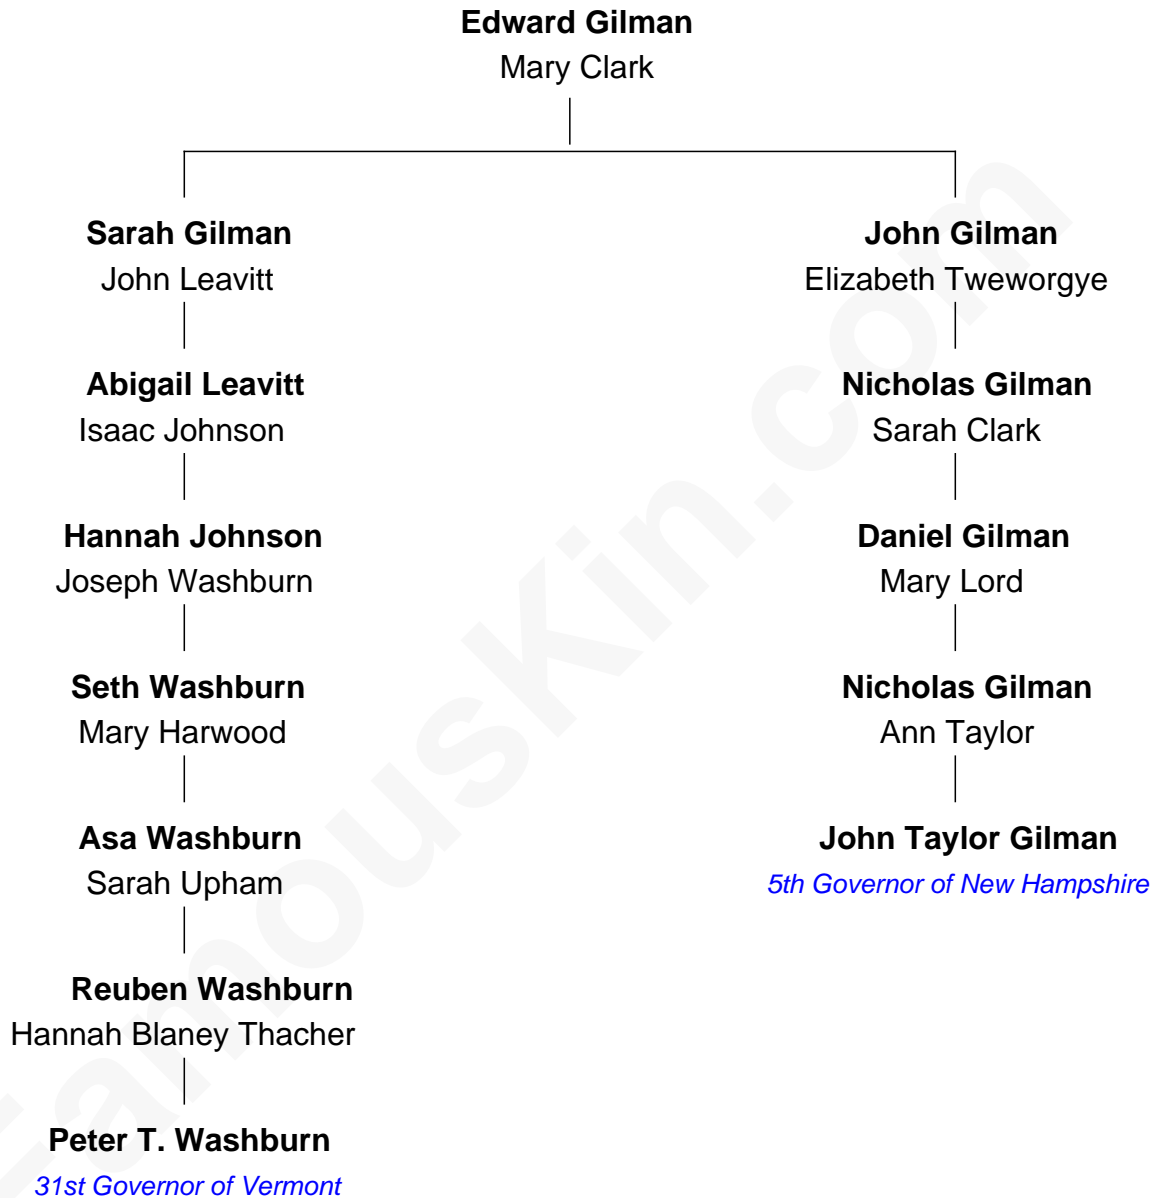 Edward Gilman
Mary Clark
Sarah Gilman
John Leavitt
John Gilman
Elizabeth Tweworgye
Abigail Leavitt
Isaac Johnson
Nicholas Gilman
Sarah Clark
Hannah Johnson
Joseph Washburn
Daniel Gilman
Mary Lord
Seth Washburn
Mary Harwood
Nicholas Gilman
Ann Taylor
Asa Washburn
Sarah Upham
John Taylor Gilman
5th Governor of New Hampshire
Reuben Washburn
Hannah Blaney Thacher
Peter T. Washburn
31st Governor of Vermont
FamousKin.com